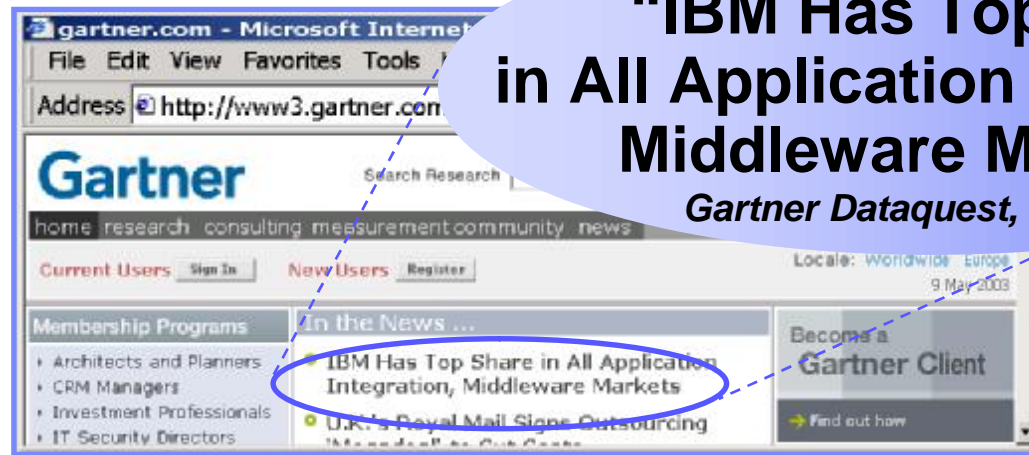 "IBM Has Top
in All Application
Middleware M
Gartner Dataquest,
gartner.com - Microsoft Internet
File Edit View Favorites Tools
Address http://www3.gartner.com
Gartner
Search Research
home research consulting measurement community news
Current Users Sign In New Users Register
Locale: Worldwide Europe
9 May 2003
Membership Programs
Architects and Planners
CRM Managers
Investment Professionals
IT Security Directors
In the News ...
IBM Has Top Share in All Application
Integration, Middleware Markets
U.K.'s Royal Mail Signs Outsourcing
to Cut Costs
Become a
Gartner Client
Find out how